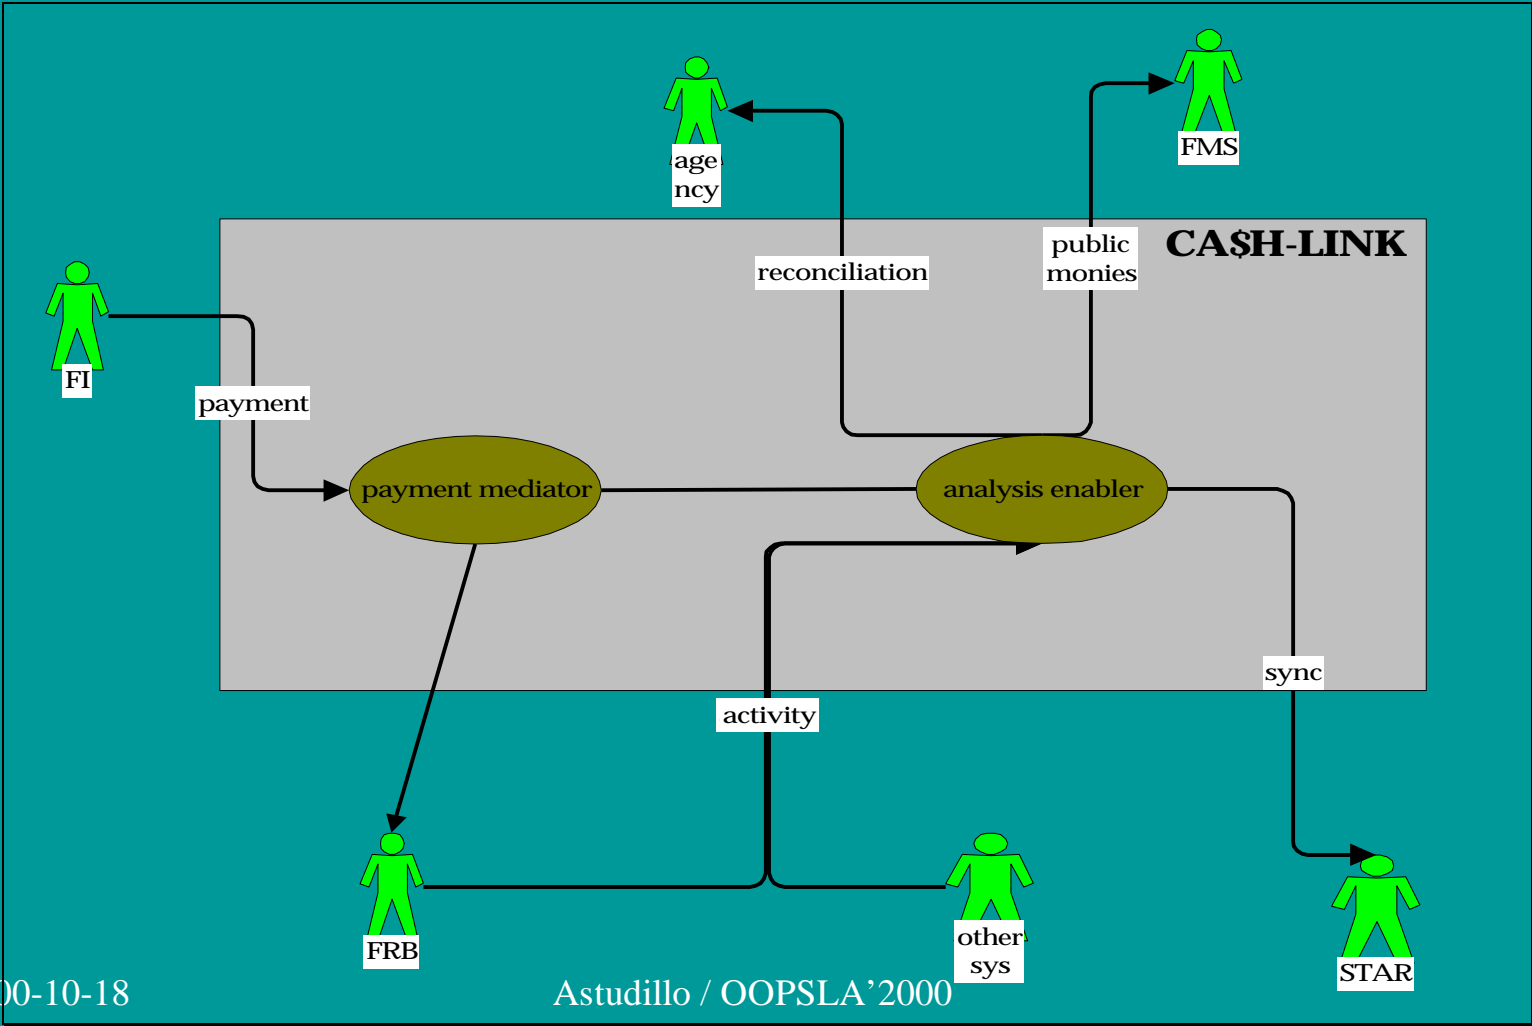 FMS
age
ncy
CA$H-LINK
public
monies
reconciliation
FI
payment
payment mediator
analysis enabler
sync
activity
FRB
other
sys
STAR
00-10-18
Astudillo / OOPSLA’2000